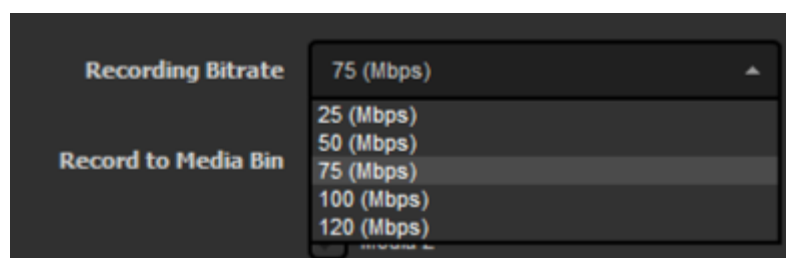 Recording Bitrate 75 (Mbps)
25 (Mbps)
50 (Mbps)
Record to Media Bin 75 (Mbps)
100 (Mbps)
120 (Mbps)